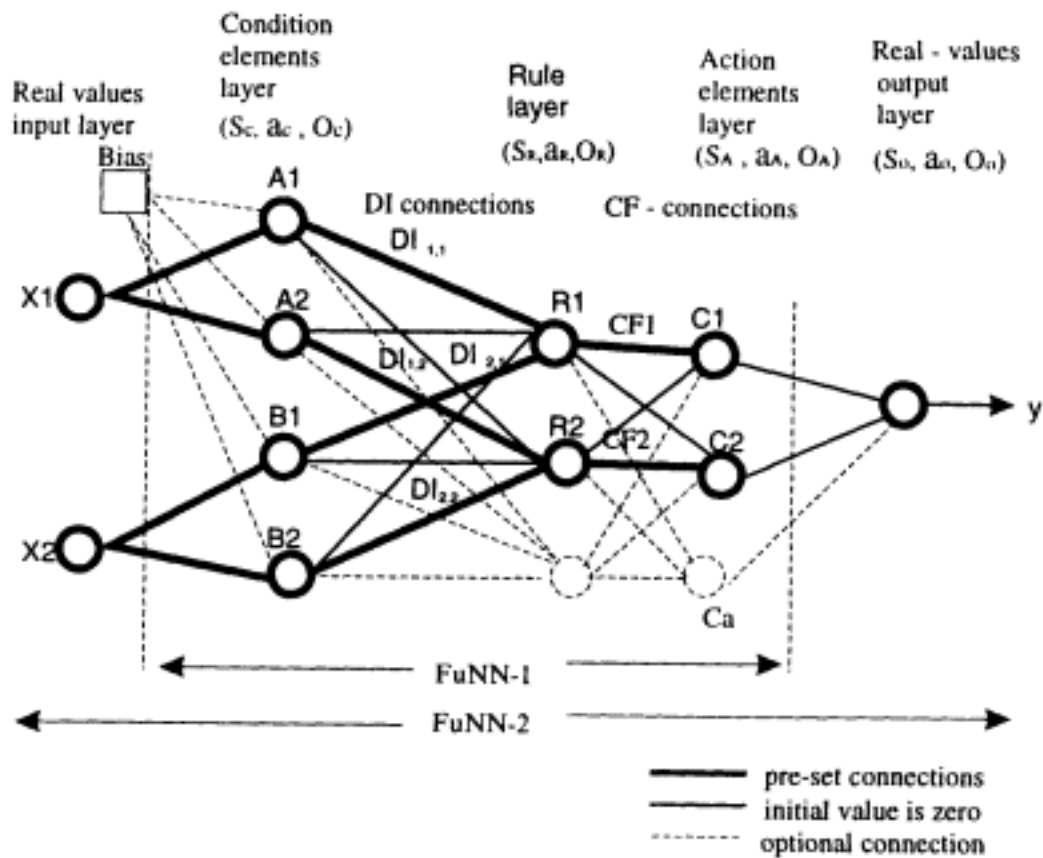 Real values
input layer
Bias
Condition
elements
layer
(Sc, ac, Oc)
Rule
layer
(SR,aR,OR)
Action
elements
layer
(SA, aA, OA)
Real - values
output
layer
(So, ao, Oo)
DI connections
CF - connections
A1
DI 1,1
X1
A2
R1
CF1
C1
DI1,2
DI 2,1
y
B1
R2
CF2
C2
DI2,2
X2
B2
Ca
FuNN-1
FuNN-2
pre-set connections
initial value is zero
optional connection